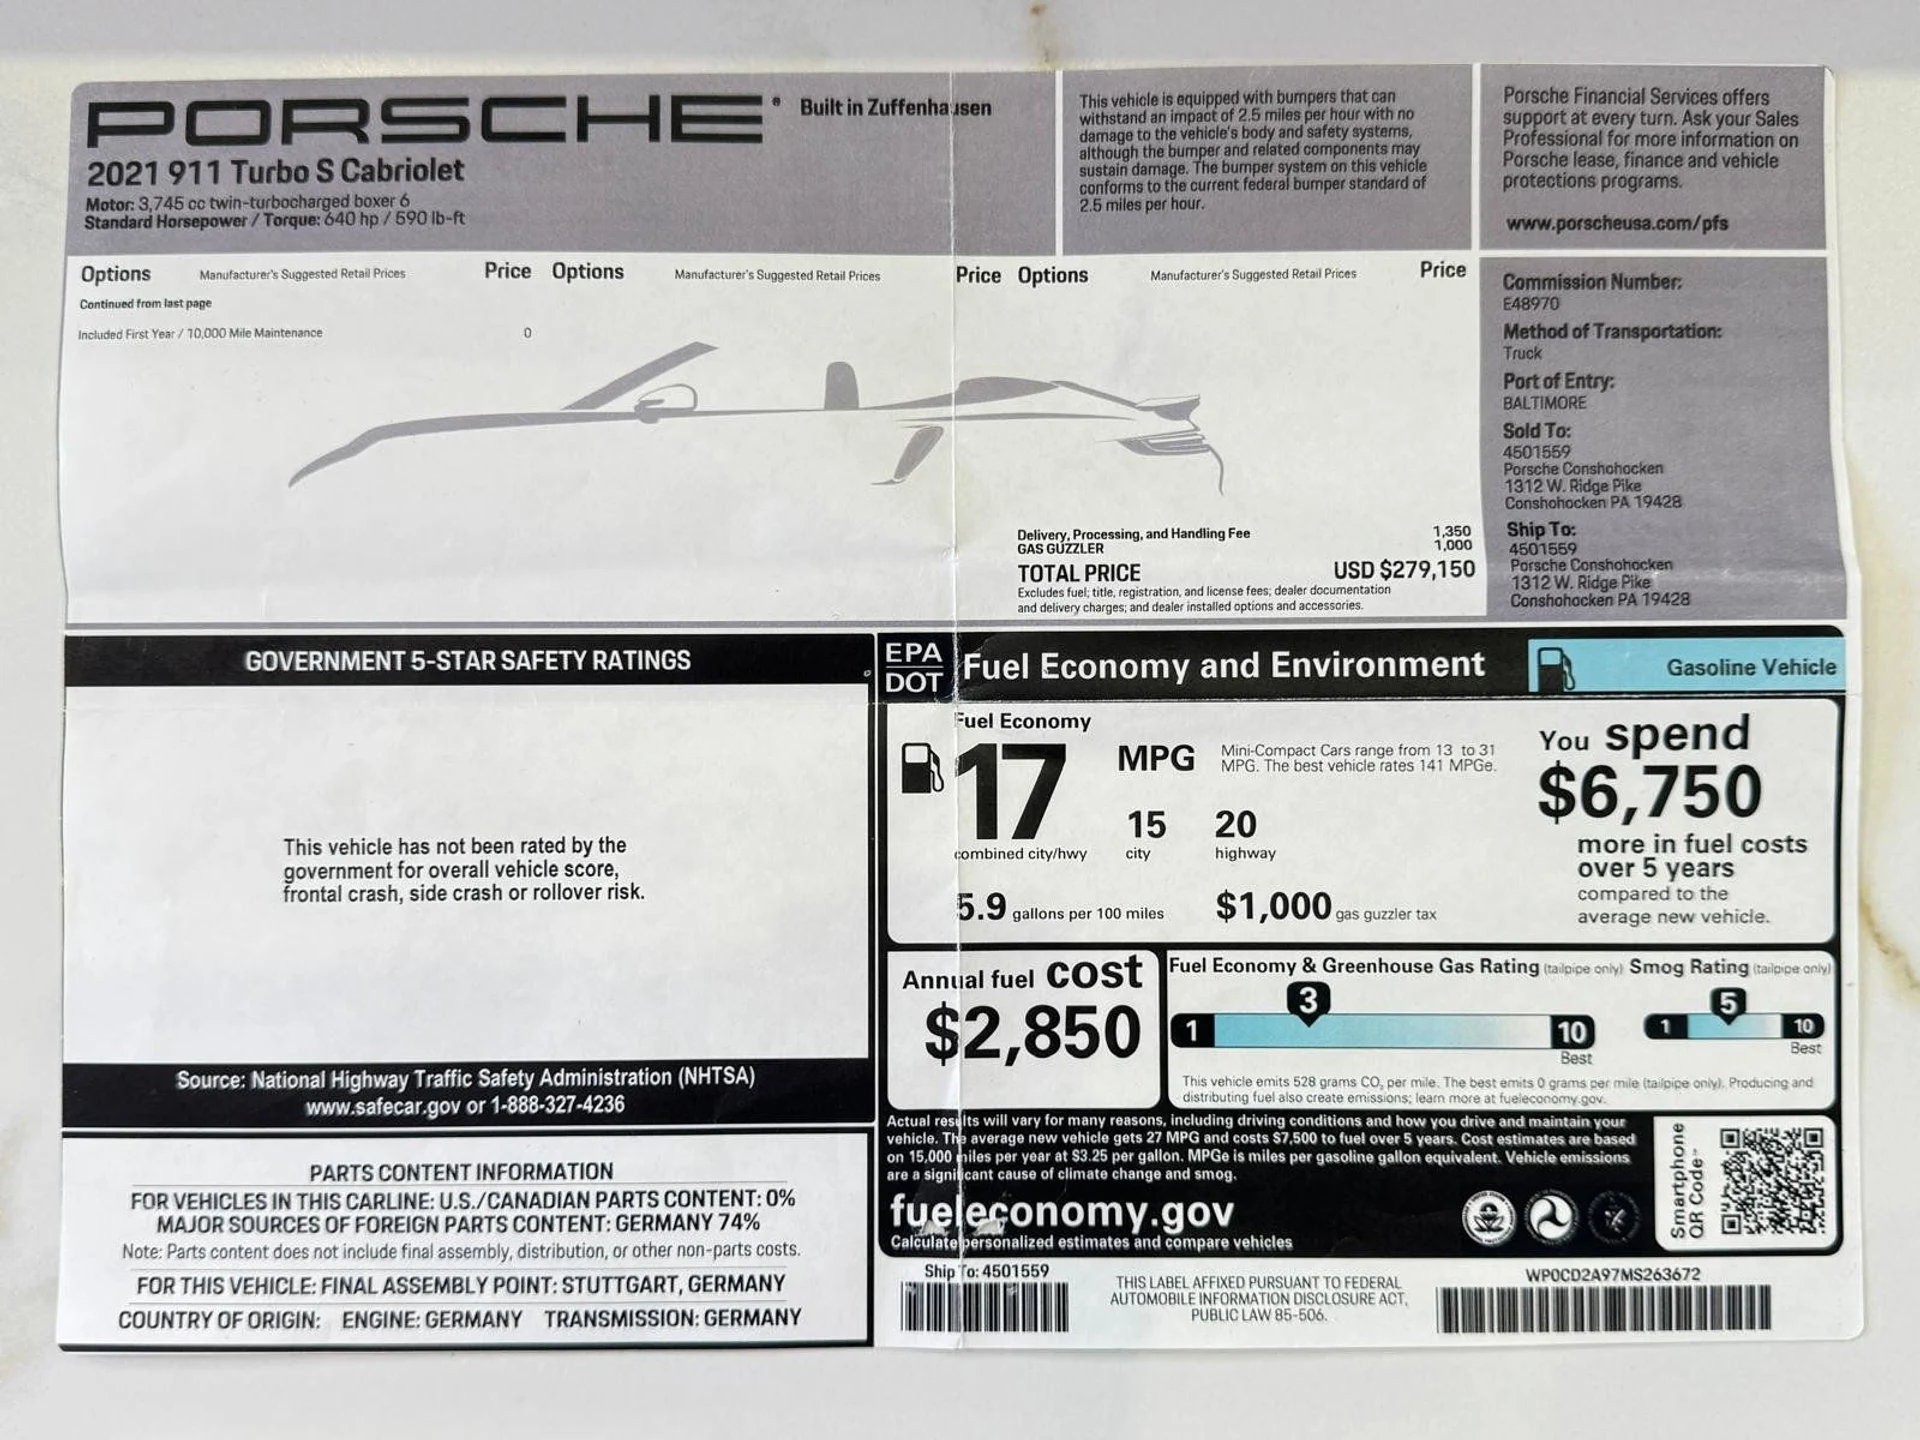 PORSCHE® Built in Zuffenhausen
2021 911 Turbo S Cabriolet
Motor: 3,745 cc twin-turbocharged boxer 6
Standard Horsepower / Torque: 640 hp / 590 lb-ft
This vehicle is equipped with bumpers that can
withstand an impact of 2.5 miles per hour with no
damage to the vehicle's body and safety systems,
although the bumper and related components may
sustain damage. The bumper system on this vehicle
conforms to the current federal bumper standard of
2.5 miles per hour.
Porsche Financial Services offers
support at every turn. Ask your Sales
Professional for more information on
Porsche lease, finance and vehicle
protections programs.
www.porscheusa.com/pfs
Options Manufacturer's Suggested Retail Prices Price Options Manufacturer's Suggested Retail Prices Price Options Manufacturer's Suggested Retail Prices Price
Continued from last page
Included First Year / 10,000 Mile Maintenance 0
Delivery, Processing, and Handling Fee 1,350
GAS GUZZLER 1,000
TOTAL PRICE USD $279,150
Excludes fuel; title, registration, and license fees; dealer documentation
and delivery charges; and dealer installed options and accessories.
Commission Number:
E48970
Method of Transportation:
Truck
Port of Entry:
BALTIMORE
Sold To:
4501559
Porsche Conshohocken
1312 W. Ridge Pike
Conshohocken PA 19428
Ship To:
4501559
Porsche Conshohocken
1312 W. Ridge Pike
Conshohocken PA 19428
GOVERNMENT 5-STAR SAFETY RATINGS
This vehicle has not been rated by the
government for overall vehicle score,
frontal crash, side crash or rollover risk.
Source: National Highway Traffic Safety Administration (NHTSA)
www.safecar.gov or 1-888-327-4236
PARTS CONTENT INFORMATION
FOR VEHICLES IN THIS CARLINE: U.S./CANADIAN PARTS CONTENT: 0%
MAJOR SOURCES OF FOREIGN PARTS CONTENT: GERMANY 74%
Note: Parts content does not include final assembly, distribution, or other non-parts costs.
FOR THIS VEHICLE: FINAL ASSEMBLY POINT: STUTTGART, GERMANY
COUNTRY OF ORIGIN: ENGINE: GERMANY TRANSMISSION: GERMANY
EPA
DOT
Fuel Economy and Environment
Gasoline Vehicle
Fuel Economy
17 MPG
combined city/hwy
15
city
20
highway
Mini-Compact Cars range from 13 to 31
MPG. The best vehicle rates 141 MPGe.
5.9 gallons per 100 miles
$1,000 gas guzzler tax
You spend
$6,750
more in fuel costs
over 5 years
compared to the
average new vehicle.
Annual fuel cost
$2,850
Fuel Economy & Greenhouse Gas Rating (tailpipe only) Smog Rating (tailpipe only)
3 5
1 10 1 10
Best Best
This vehicle emits 528 grams CO₂ per mile. The best emits 0 grams per mile (tailpipe only). Producing and
distributing fuel also create emissions; learn more at fueleconomy.gov.
Actual results will vary for many reasons, including driving conditions and how you drive and maintain your
vehicle. The average new vehicle gets 27 MPG and costs $7,500 to fuel over 5 years. Cost estimates are based
on 15,000 miles per year at $3.25 per gallon. MPGe is miles per gasoline gallon equivalent. Vehicle emissions
are a significant cause of climate change and smog.
fueleconomy.gov
Calculate personalized estimates and compare vehicles
Smartphone
QR Code™
Ship To: 4501559
THIS LABEL AFFIXED PURSUANT TO FEDERAL
AUTOMOBILE INFORMATION DISCLOSURE ACT,
PUBLIC LAW 85-506.
WP0CD2A97MS263672